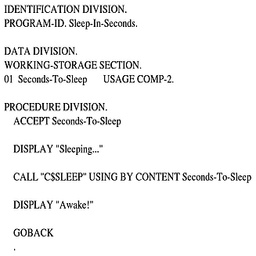 IDENTIFICATION DIVISION.
PROGRAM-ID. Sleep-In-Seconds.
DATA DIVISION.
WORKING-STORAGE SECTION.
01 Seconds-To-Sleep USAGE COMP-2.
PROCEDURE DIVISION.
ACCEPT Seconds-To-Sleep
DISPLAY "Sleeping..."
CALL "C$SLEEP" USING BY CONTENT Seconds-To-Sleep
DISPLAY "Awake!"
GOBACK
.